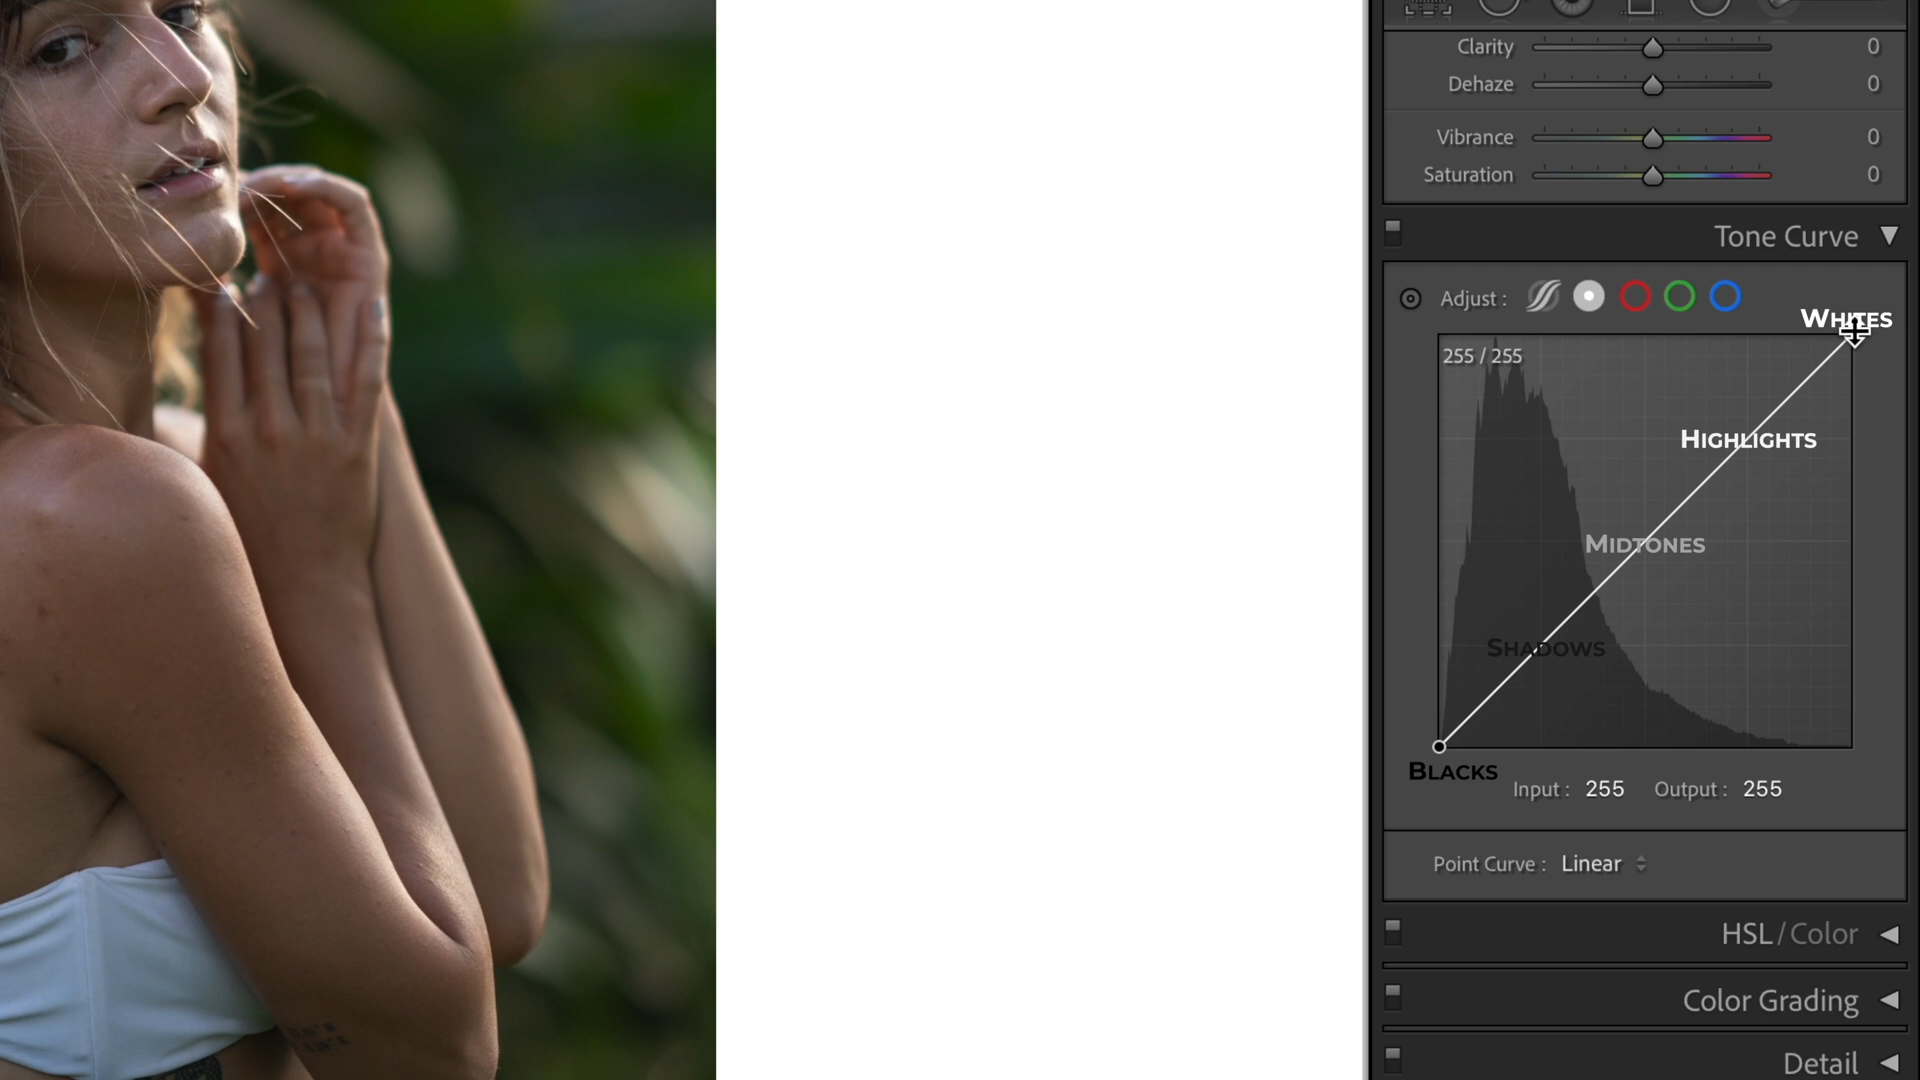 Clarity 0
Dehaze 0
Vibrance 0
Saturation 0
Tone Curve
Adjust :
WHITES
255 / 255
HIGHLIGHTS
MIDTONES
SHADOWS
BLACKS
Input : 255 Output : 255
Point Curve : Linear
HSL / Color
Color Grading
Detail